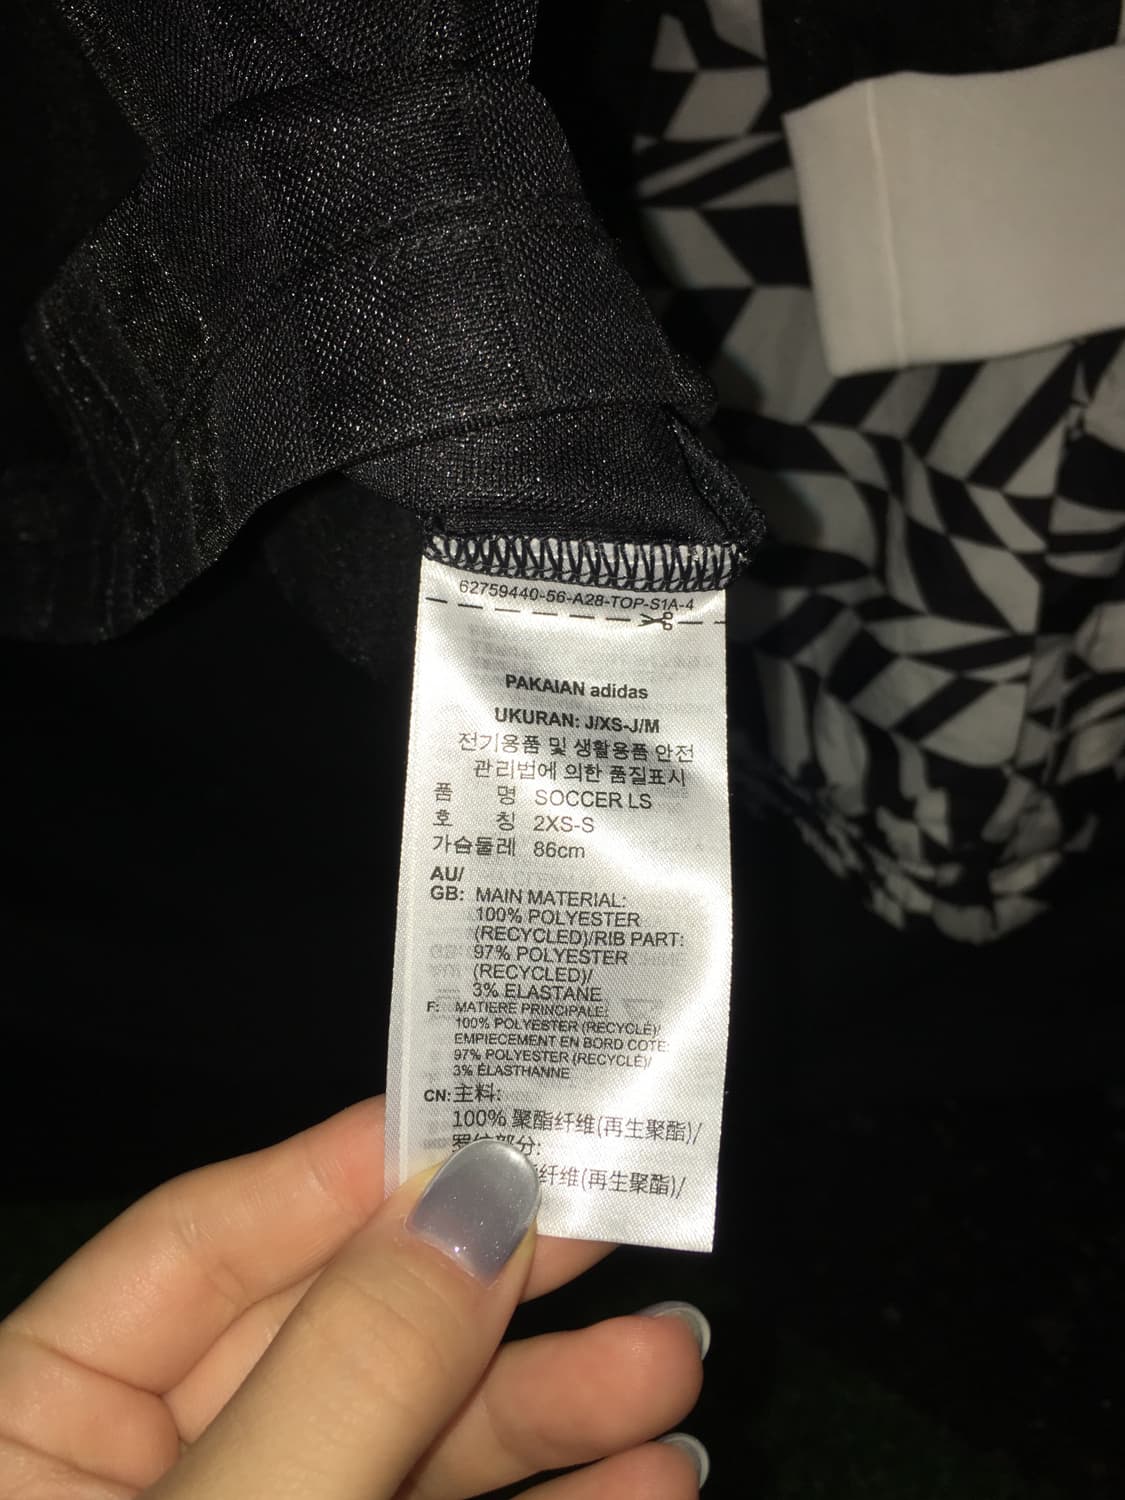 62759440-56-A28-TOP-S1A-4
PAKAIAN adidas
UKURAN: J/XS-J/M
전기용품 및 생활용품 안전
관리법에 의한 품질표시
품 명 SOCCER LS
호 칭 2XS-S
가슴둘레 86cm
AU/
GB: MAIN MATERIAL:
100% POLYESTER
(RECYCLED)/RIB PART:
97% POLYESTER
(RECYCLED)/
3% ELASTANE
F: MATIERE PRINCIPALE:
100% POLYESTER (RECYCLÉ)/
EMPIECEMENT EN BORD COTE:
97% POLYESTER (RECYCLÉ)/
3% ÉLASTHANNE
CN: 主料:
100% 聚酯纤维(再生聚酯)/
罗纹部分:
纤维(再生聚酯)/